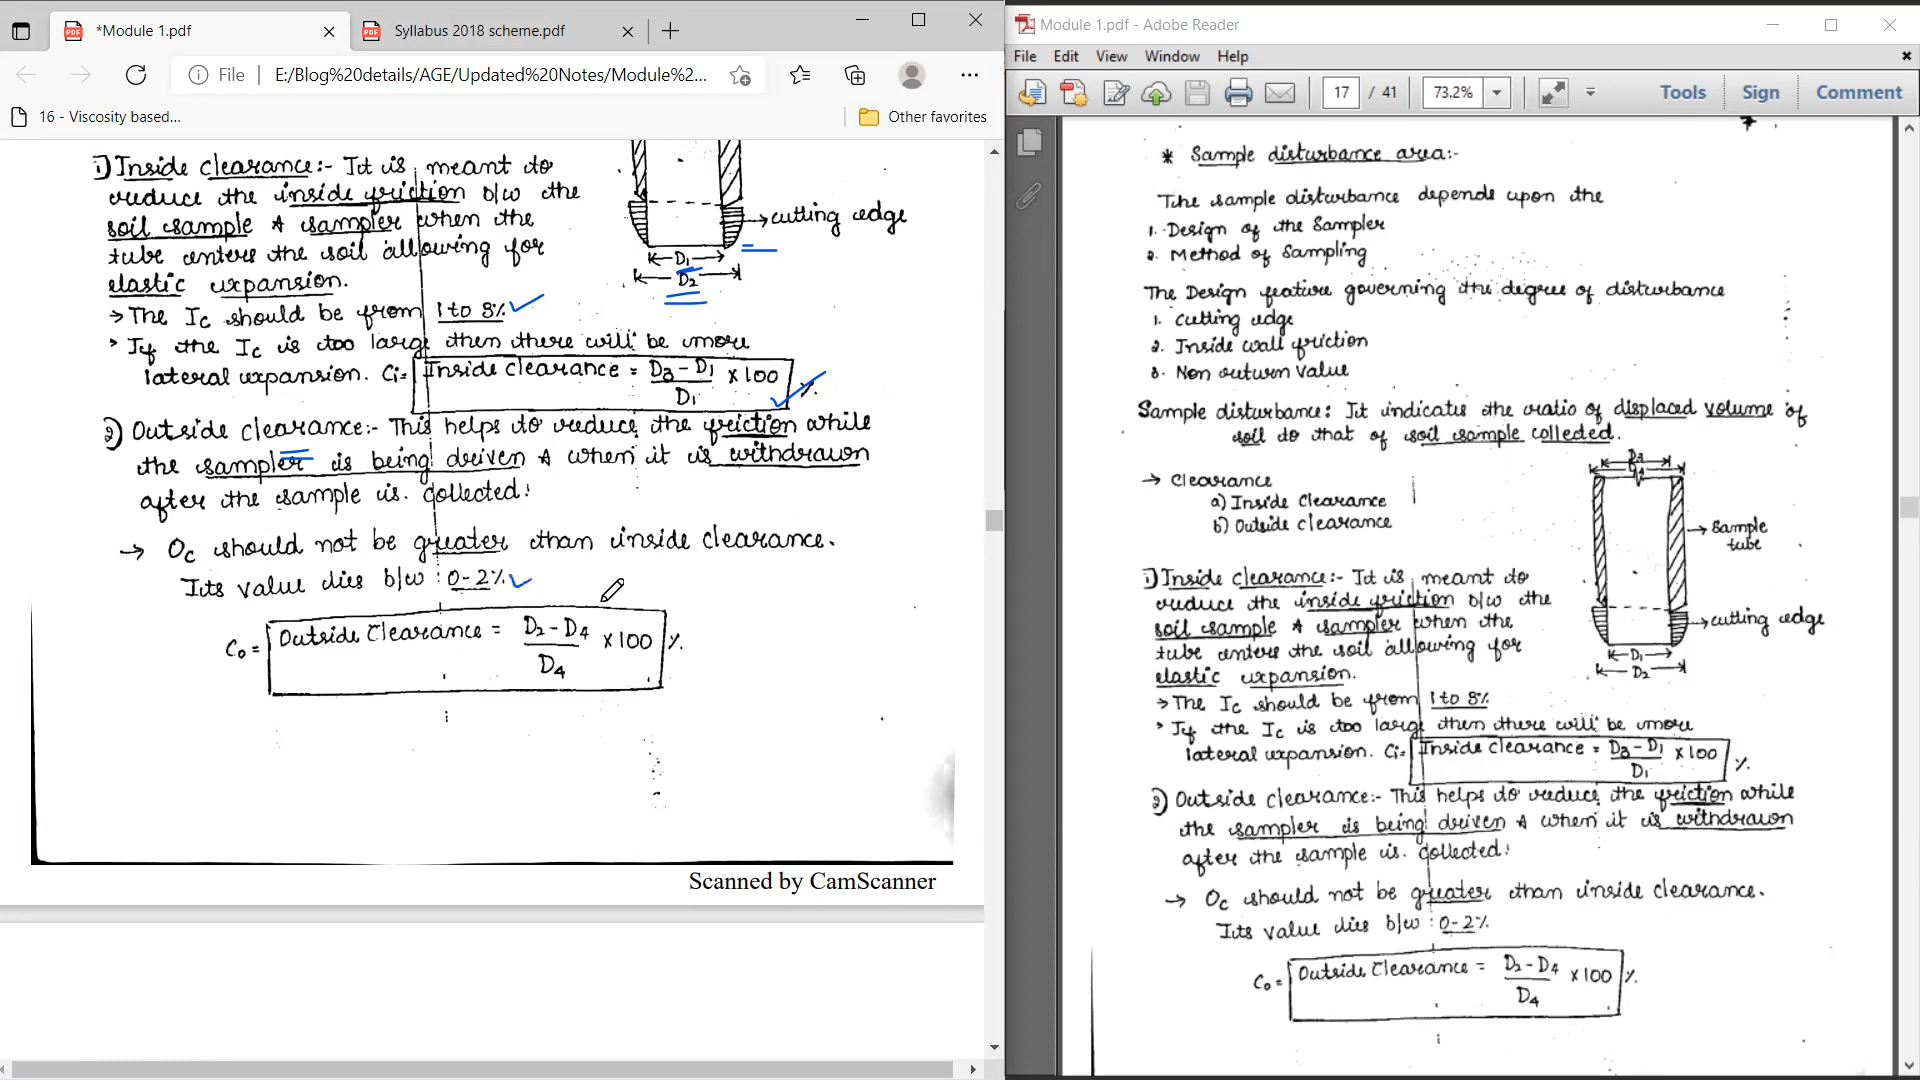 *Module 1.pdf
Syllabus 2018 scheme.pdf
File
E:/Blog%20details/AGE/Updated%20Notes/Module%2...
16 - Viscosity based...
Other favorites
1) Inside clearance:- It is meant to
reduce the inside friction b/w the
soil sample & sampler when the
tube enters the soil allowing for
elastic expansion.
→ The Ic should be from 1 to 3%
• If the Ic is too large then there will be more
lateral expansion. Ci = Inside clearance = D3 - D1 / D1 × 100 %.
2) Outside clearance:- This helps to reduce the friction while
the sampler is being driven & when it is withdrawn
after the sample is collected.
→ Oc should not be greater than inside clearance.
Its value lies b/w : 0-2%
Co = Outside Clearance = D2 - D4 / D4 × 100 %.
→ cutting edge
D1
D2
Scanned by CamScanner
Module 1.pdf - Adobe Reader
File Edit View Window Help
17 / 41
73.2%
Tools Sign Comment
* Sample disturbance area:-
The sample disturbance depends upon the
1. Design of the Sampler
2. Method of Sampling
The Design feature governing the degree of disturbance
1. Cutting edge
2. Inside wall friction
3. Non return value
Sample disturbance: It indicates the ratio of displaced volume of
soil to that of soil sample collected.
→ Clearance
a) Inside Clearance
b) Outside clearance
D3
→ Sample
tube
→ cutting edge
D1
D2
1) Inside clearance:- It is meant to
reduce the inside friction b/w the
soil sample & sampler when the
tube enters the soil allowing for
elastic expansion.
→ The Ic should be from 1 to 3%
• If the Ic is too large then there will be more
lateral expansion. Ci = Inside clearance = D3 - D1 / D1 × 100 %.
2) Outside clearance:- This helps to reduce the friction while
the sampler is being driven & when it is withdrawn
after the sample is collected.
→ Oc should not be greater than inside clearance.
Its value lies b/w : 0-2%
Co = Outside Clearance = D2 - D4 / D4 × 100 %.